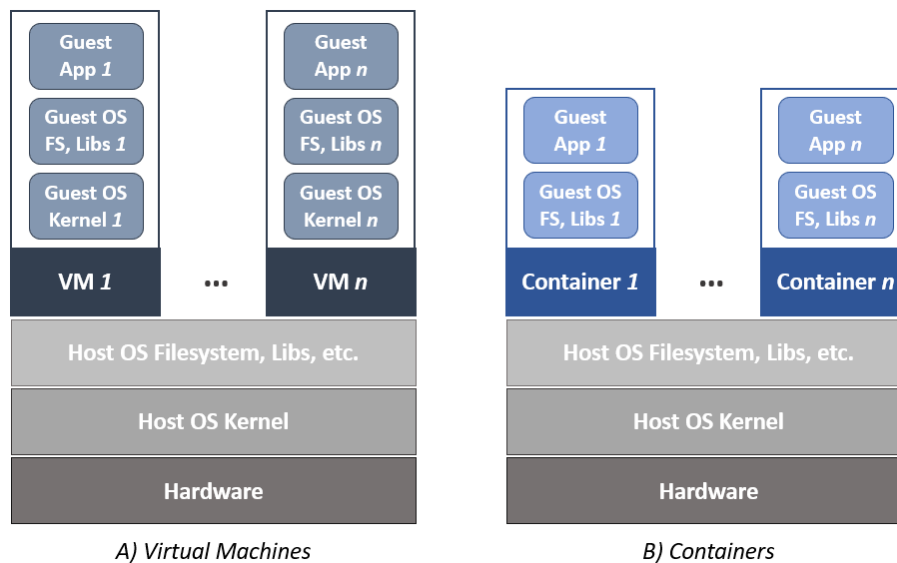 Guest
App 1
Guest OS
FS, Libs 1
Guest OS
Kernel 1
VM 1
...
Guest
App n
Guest OS
FS, Libs n
Guest OS
Kernel n
VM n
Host OS Filesystem, Libs, etc.
Host OS Kernel
Hardware
A) Virtual Machines
Guest
App 1
Guest OS
FS, Libs 1
Container 1
...
Guest
App n
Guest OS
FS, Libs n
Container n
Host OS Filesystem, Libs, etc.
Host OS Kernel
Hardware
B) Containers